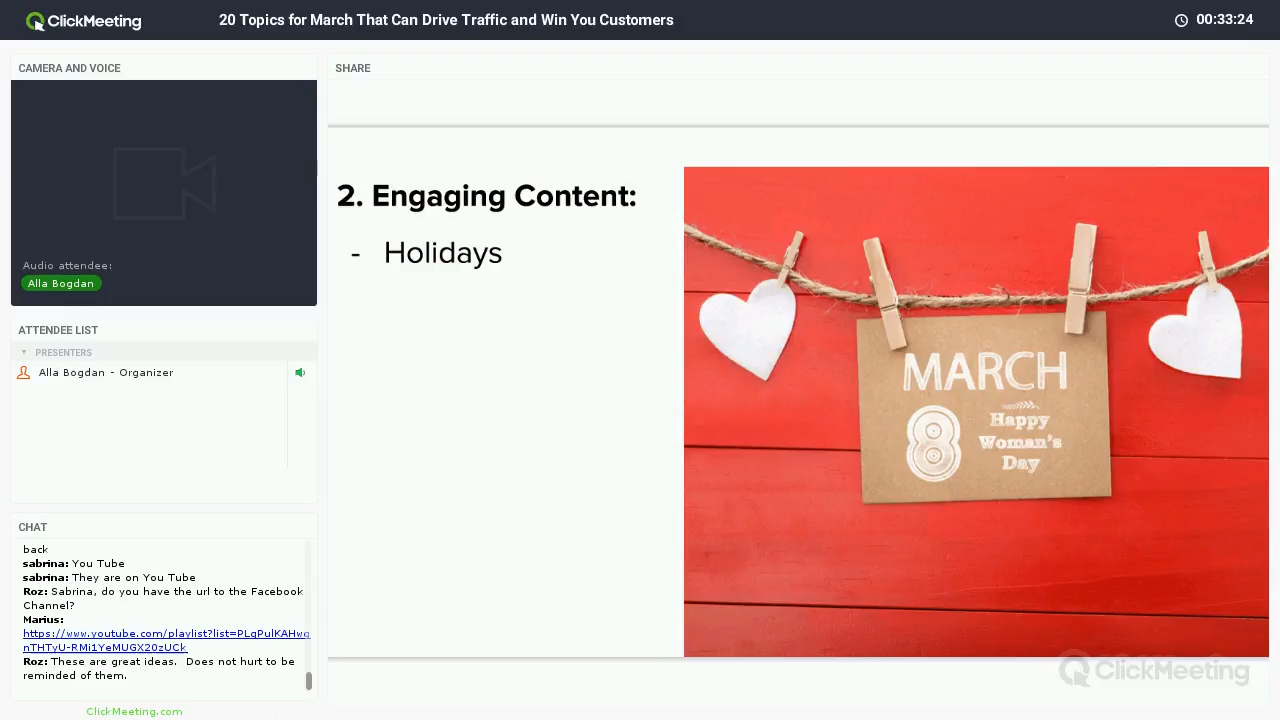 ClickMeeting
20 Topics for March That Can Drive Traffic and Win You Customers
00:33:24
CAMERA AND VOICE
Audio attendee:
Alla Bogdan
ATTENDEE LIST
PRESENTERS
Alla Bogdan - Organizer
CHAT
back
sabrina: You Tube
sabrina: They are on You Tube
Roz: Sabrina, do you have the url to the Facebook
Channel?
Marius:
https://www.youtube.com/playlist?list=PLgPulKAHwg
nTHTyU-RMi1YeMUGX20zUCk
Roz: These are great ideas. Does not hurt to be
reminded of them.
ClickMeeting.com
SHARE
2. Engaging Content:
- Holidays
MARCH
8
Happy
Woman's
Day
ClickMeeting